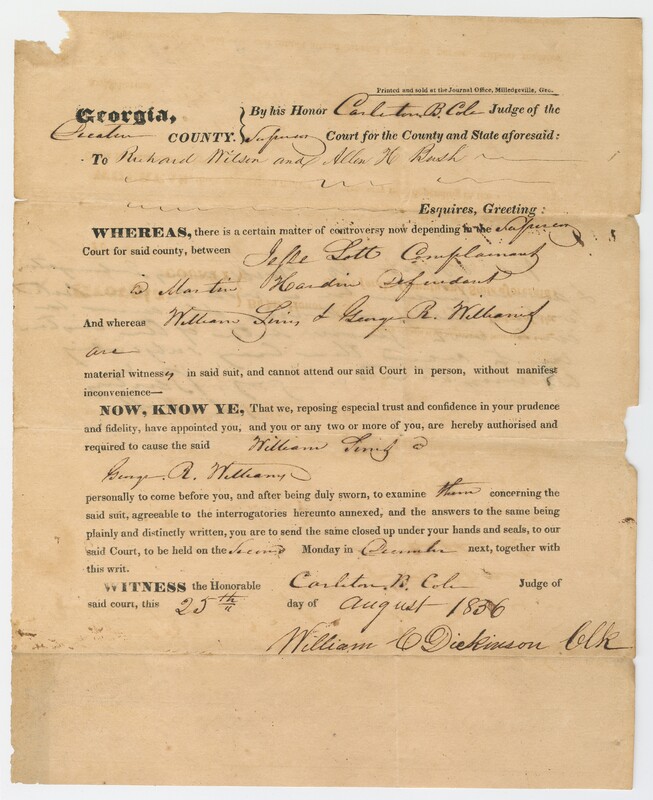 Printed and sold at the Journal Office, Milledgeville, Geo.
Georgia, } By his Honor Carleton B. Cole Judge of the
COUNTY. } Superior Court for the County and State aforesaid:
To Richard Wilson and Allen H Bush
Esquires, Greeting:
WHEREAS, there is a certain matter of controversy now depending in the Superior
Court for said county, between Jesse Lott Complainant
& Martin Hardin Defendant
And whereas William Sims & George R. Williams
are
material witness in said suit, and cannot attend our said Court in person, without manifest
inconvenience—
NOW, KNOW YE, That we, reposing especial trust and confidence in your prudence
and fidelity, have appointed you, and you or any two or more of you, are hereby authorised and
required to cause the said William Sims &
George R. Williams
personally to come before you, and after being duly sworn, to examine them concerning the
said suit, agreeable to the interrogatories hereunto annexed, and the answers to the same being
plainly and distinctly written, you are to send the same closed up under your hands and seals, to our
said Court, to be held on the Second Monday in December next, together with
this writ.
WITNESS the Honorable Carleton B. Cole Judge of
said court, this 25th day of August 1836
William C Dickinson Clk